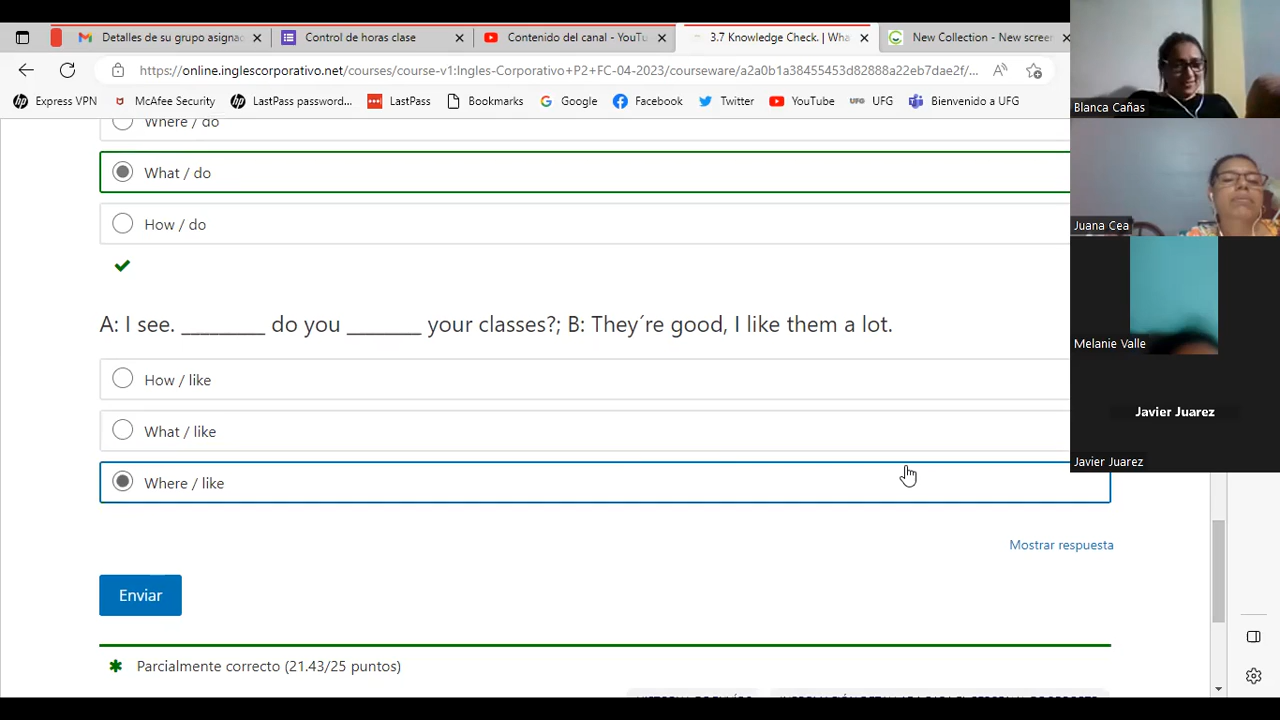 Detalles de su grupo asignac
Control de horas clase
Contenido del canal - YouTu
3.7 Knowledge Check. | Wha
New Collection - New screer
https://online.inglescorporativo.net/courses/course-v1:Ingles-Corporativo+P2+FC-04-2023/courseware/a2a0b1a38455453d82888a22eb7dae2f/...
Express VPN
McAfee Security
LastPass password...
LastPass
Bookmarks
Google
Facebook
Twitter
YouTube
UFG
Bienvenido a UFG
Blanca Cañas
Juana Cea
Melanie Valle
Javier Juarez
Javier Juarez
Where / do
What / do
How / do
A: I see. _________ do you ________ your classes?; B: They´re good, I like them a lot.
How / like
What / like
Where / like
Mostrar respuesta
Enviar
Parcialmente correcto (21.43/25 puntos)